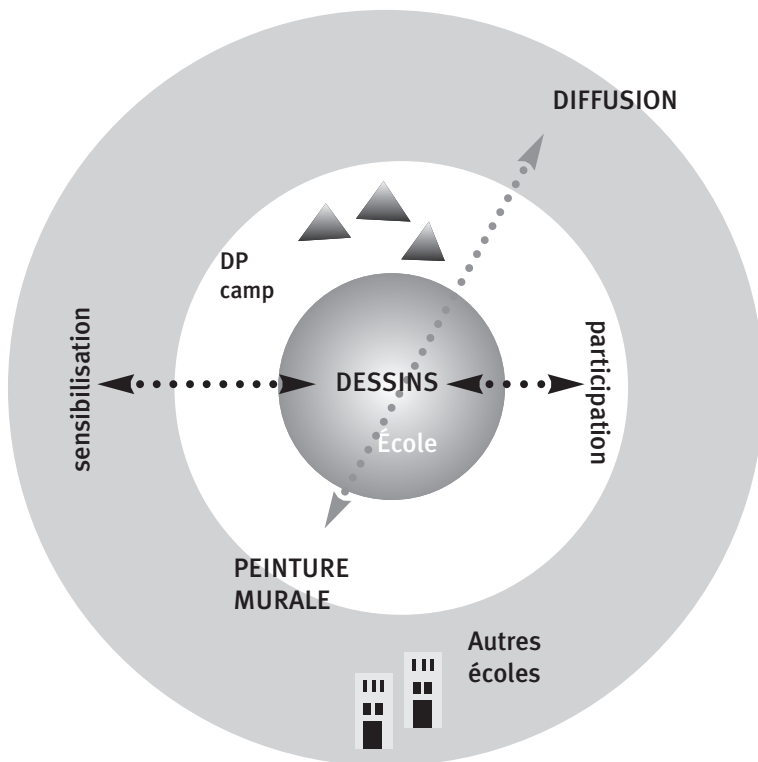 DIFFUSION
DP
camp
sensibilisation
DESSINS
participation
École
PEINTURE
MURALE
Autres
écoles